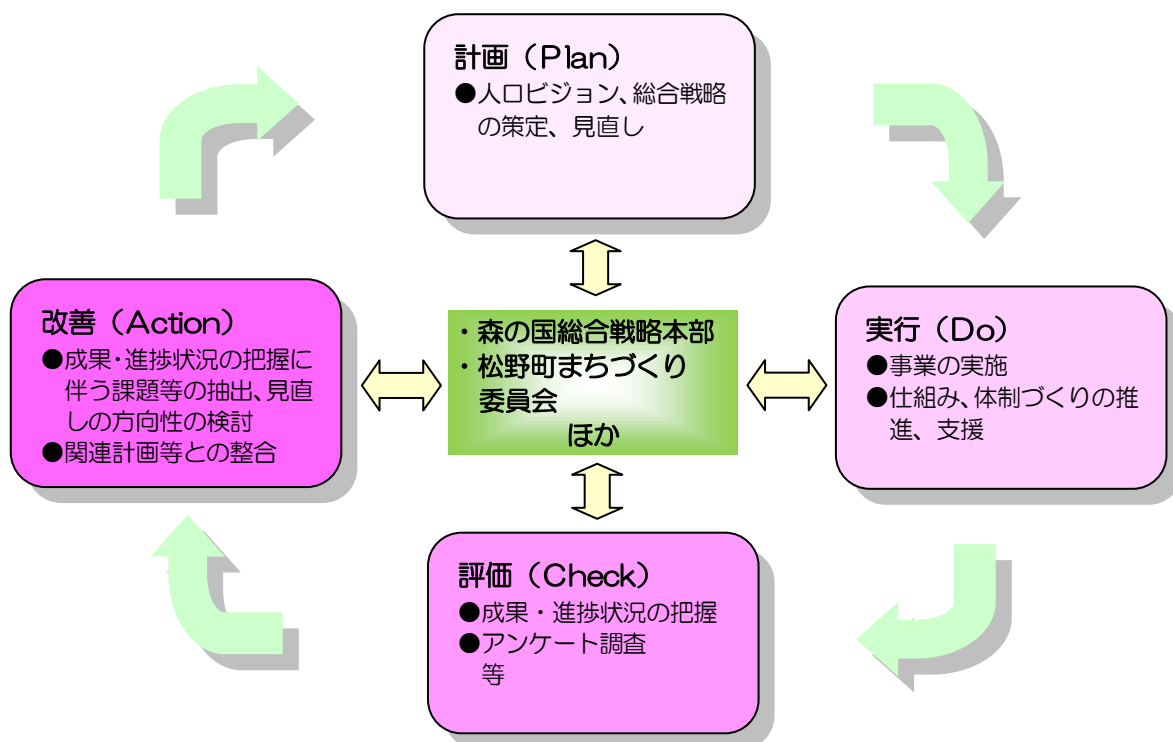 計画（Plan）
●人口ビジョン、総合戦略
の策定、見直し
改善（Action）
●成果・進捗状況の把握に
伴う課題等の抽出、見直
しの方向性の検討
●関連計画等との整合
・森の国総合戦略本部
・松野町まちづくり
委員会
ほか
実行（Do）
●事業の実施
●仕組み、体制づくりの推
進、支援
評価（Check）
●成果・進捗状況の把握
●アンケート調査
等